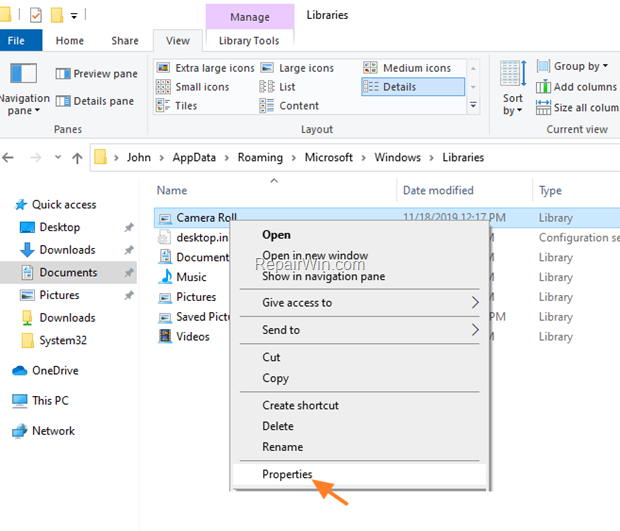 Manage Libraries
File Home Share View Library Tools
Navigation pane
Preview pane
Details pane
Panes
Extra large icons Large icons Medium icons
Small icons List Details
Tiles Content
Layout
Sort by
Group by
Add columns
Size all colum
Current view
John AppData Roaming Microsoft Windows Libraries
Name Date modified Type
Quick access
Desktop
Downloads
Documents
Pictures
Downloads
System32
OneDrive
This PC
Network
Camera Roll 11/18/2019 12:17 PM Library
desktop.in M Configuration se
Document M Library
Music M Library
Pictures M Library
Saved Pictu PM Library
Videos M Library
Open
Open in new window
RepairWin.com
Show in navigation pane
Give access to
Send to
Cut
Copy
Create shortcut
Delete
Rename
Properties